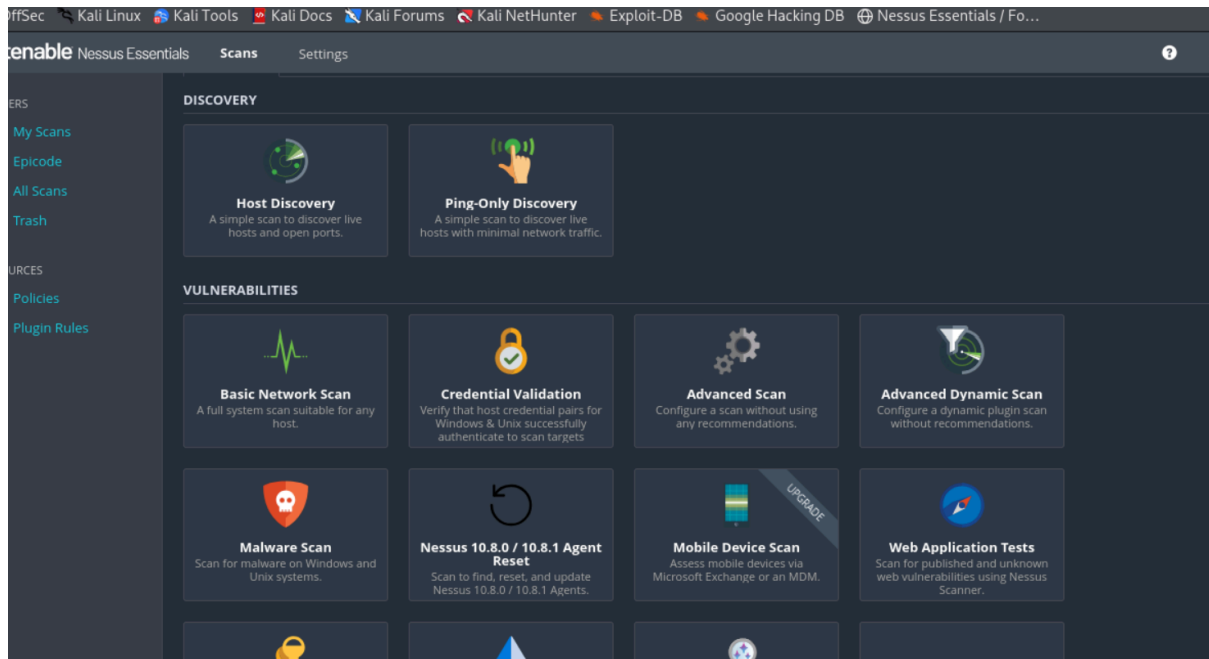 OffSec Kali Linux Kali Tools Kali Docs Kali Forums Kali NetHunter Exploit-DB Google Hacking DB Nessus Essentials / Fo…
tenable Nessus Essentials Scans Settings ?
ERS
My Scans
Epicode
All Scans
Trash
URCES
Policies
Plugin Rules
DISCOVERY
Host Discovery
A simple scan to discover live
hosts and open ports.
Ping-Only Discovery
A simple scan to discover live
hosts with minimal network traffic.
VULNERABILITIES
Basic Network Scan
A full system scan suitable for any
host.
Credential Validation
Verify that host credential pairs for
Windows & Unix successfully
authenticate to scan targets
Advanced Scan
Configure a scan without using
any recommendations.
Advanced Dynamic Scan
Configure a dynamic plugin scan
without recommendations.
Malware Scan
Scan for malware on Windows and
Unix systems.
Nessus 10.8.0 / 10.8.1 Agent
Reset
Scan to find, reset, and update
Nessus 10.8.0 / 10.8.1 Agents.
UPGRADE
Mobile Device Scan
Assess mobile devices via
Microsoft Exchange or an MDM.
Web Application Tests
Scan for published and unknown
web vulnerabilities using Nessus
Scanner.